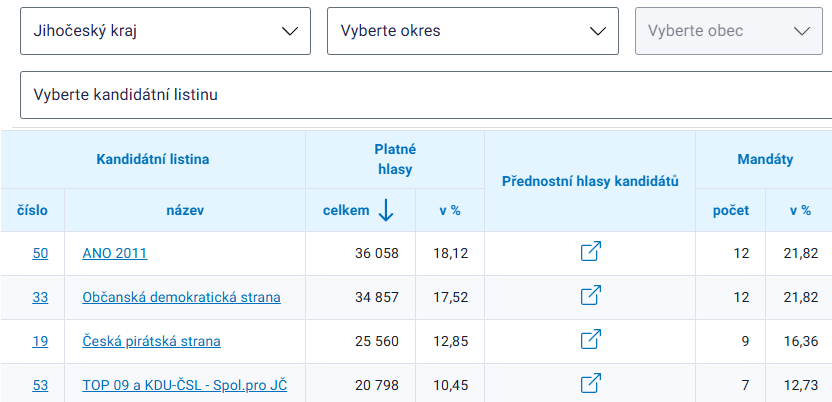 Jihočeský kraj Vyberte okres Vyberte obec
Vyberte kandidátní listinu
Kandidátní listina Platné hlasy Přednostní hlasy kandidátů Mandáty
číslo název celkem v % počet v %
50 ANO 2011 36 058 18,12 12 21,82
33 Občanská demokratická strana 34 857 17,52 12 21,82
19 Česká pirátská strana 25 560 12,85 9 16,36
53 TOP 09 a KDU-ČSL - Spol.pro JČ 20 798 10,45 7 12,73